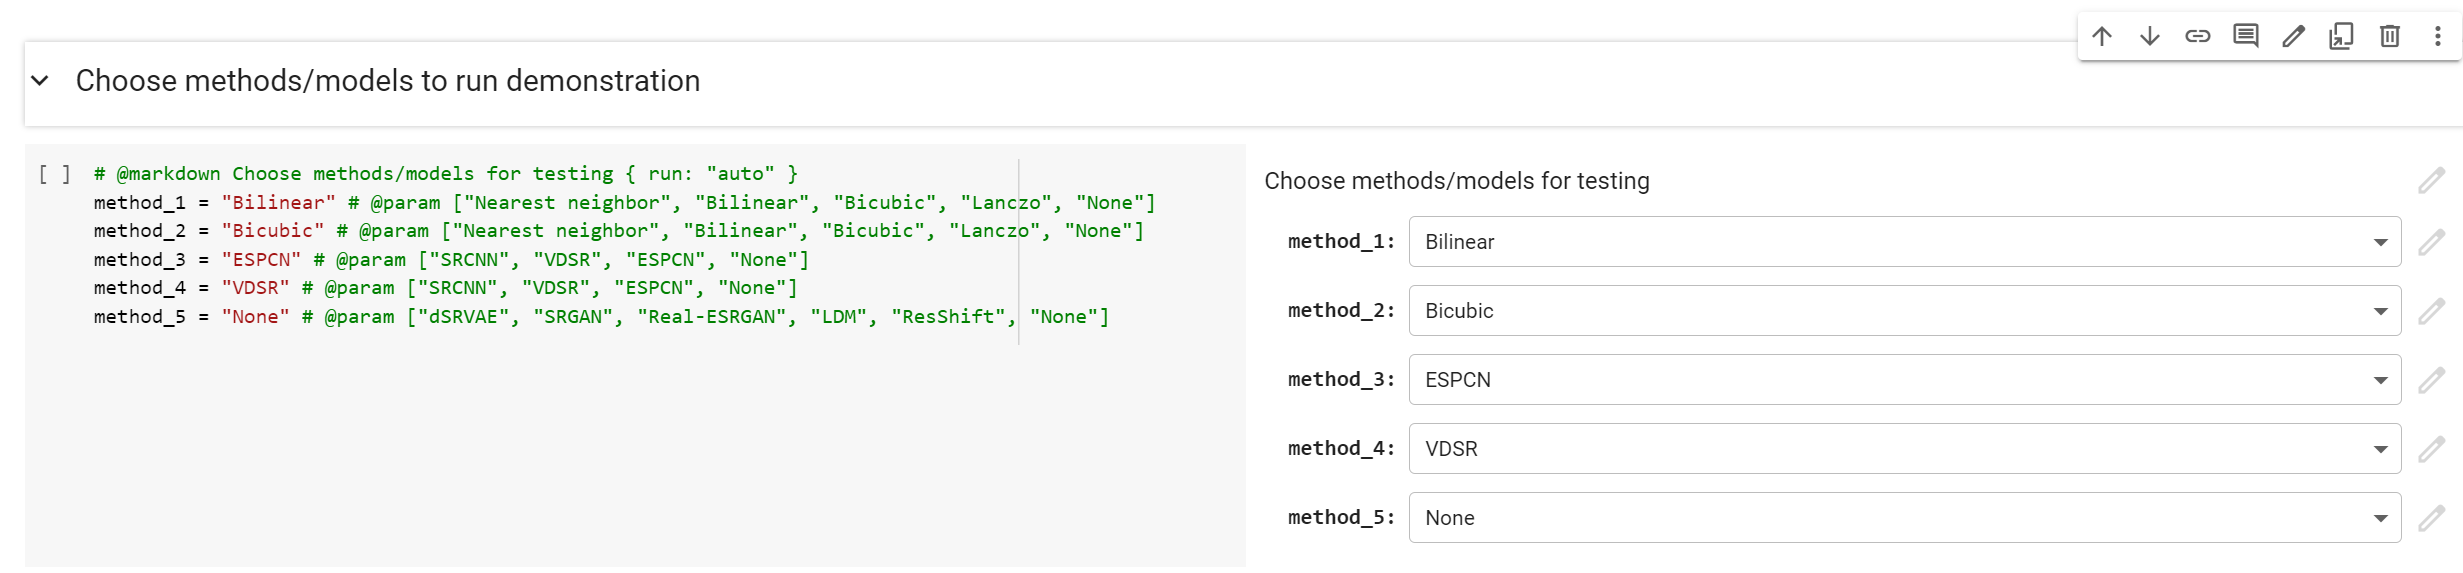 Choose methods/models to run demonstration
[ ] # @markdown Choose methods/models for testing { run: "auto" }
method_1 = "Bilinear" # @param ["Nearest neighbor", "Bilinear", "Bicubic", "Lanczo", "None"]
method_2 = "Bicubic" # @param ["Nearest neighbor", "Bilinear", "Bicubic", "Lanczo", "None"]
method_3 = "ESPCN" # @param ["SRCNN", "VDSR", "ESPCN", "None"]
method_4 = "VDSR" # @param ["SRCNN", "VDSR", "ESPCN", "None"]
method_5 = "None" # @param ["dSRVAE", "SRGAN", "Real-ESRGAN", "LDM", "ResShift", "None"]
Choose methods/models for testing
method_1: Bilinear
method_2: Bicubic
method_3: ESPCN
method_4: VDSR
method_5: None